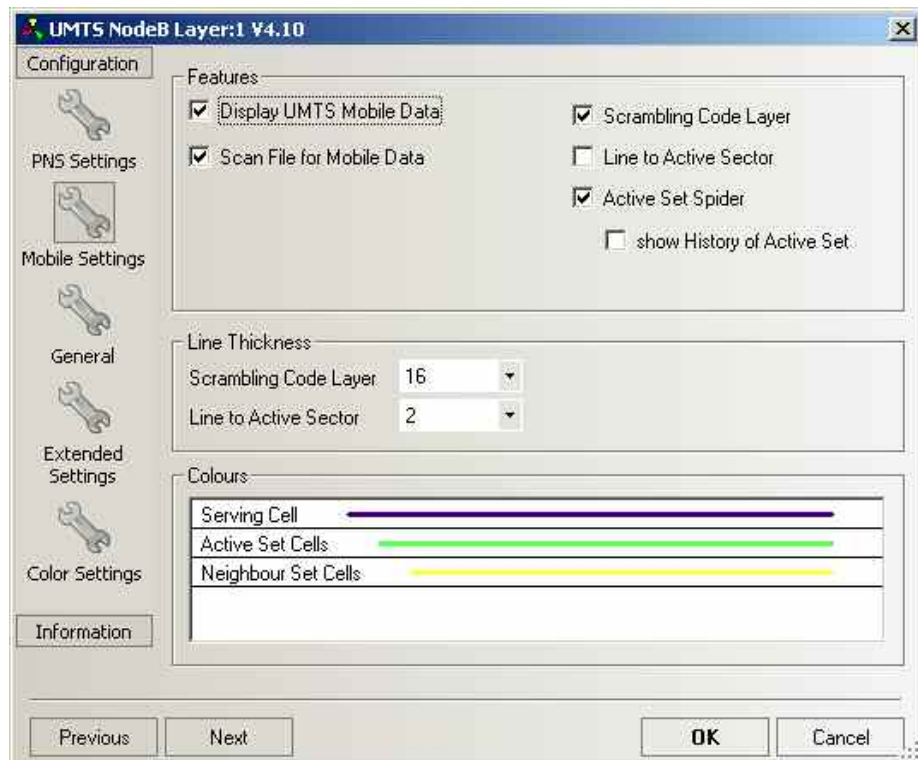 UMTS NodeB Layer:1 V4.10
Configuration
PNS Settings
Mobile Settings
General
Extended
Settings
Color Settings
Information
Features
Display UMTS Mobile Data
Scan File for Mobile Data
Scrambling Code Layer
Line to Active Sector
Active Set Spider
show History of Active Set
Line Thickness
Scrambling Code Layer 16
Line to Active Sector 2
Colours
Serving Cell
Active Set Cells
Neighbour Set Cells
Previous Next OK Cancel